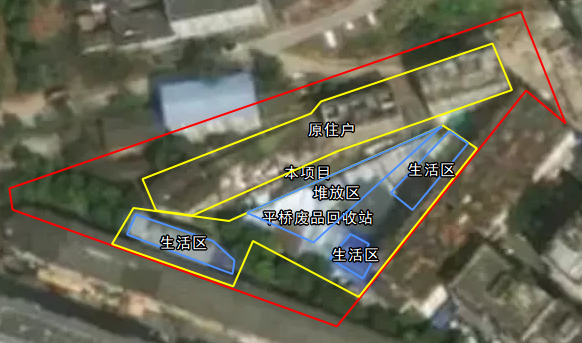 原住户
本项目
生活区
堆放区
平桥废品回收站
生活区
生活区